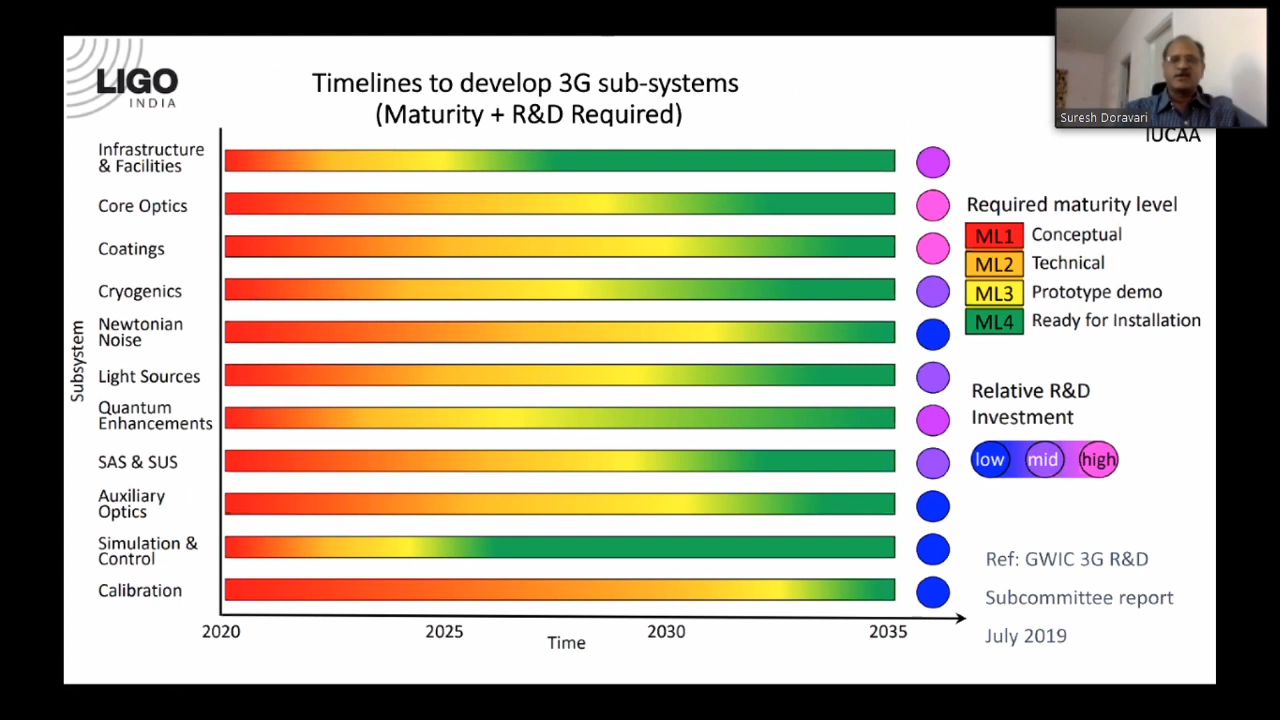 LIGO
INDIA
Timelines to develop 3G sub-systems
(Maturity + R&D Required)
Suresh Doravari
IUCAA
Subsystem
Infrastructure
& Facilities
Core Optics
Coatings
Cryogenics
Newtonian
Noise
Light Sources
Quantum
Enhancements
SAS & SUS
Auxiliary
Optics
Simulation &
Control
Calibration
2020 2025 2030 2035
Time
Required maturity level
ML1 Conceptual
ML2 Technical
ML3 Prototype demo
ML4 Ready for Installation
Relative R&D
Investment
low mid high
Ref: GWIC 3G R&D
Subcommittee report
July 2019